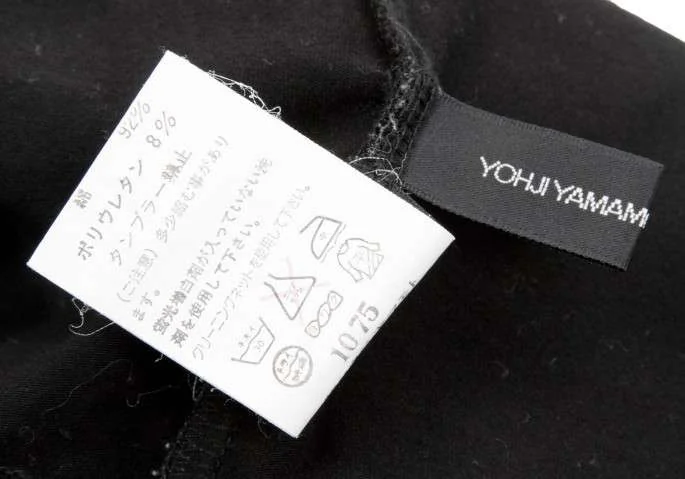 綿 92%
ポリウレタン 8%
タンブラー禁止
(ご注意) 多少縮む事があり
ます。
蛍光増白剤が入っていない洗
剤を使用して下さい。
クリーニングネットを使用して下さい。
中
30
1075
YOHJI YAMAM